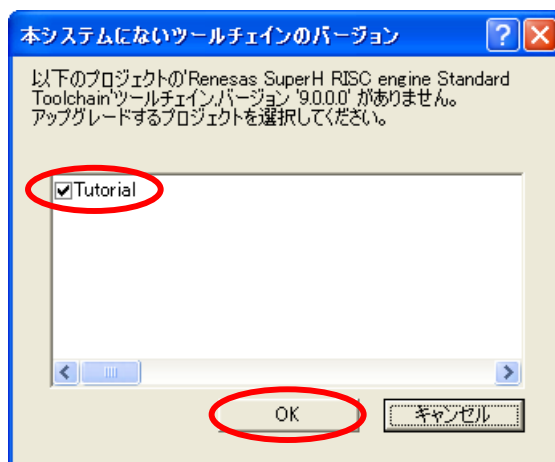 本システムにないツールチェインのバージョン
以下のプロジェクトの'Renesas SuperH RISC engine Standard
Toolchain'ツールチェイン,バージョン '9.0.0.0' がありません。
アップグレードするプロジェクトを選択してください。
Tutorial
OK
キャンセル